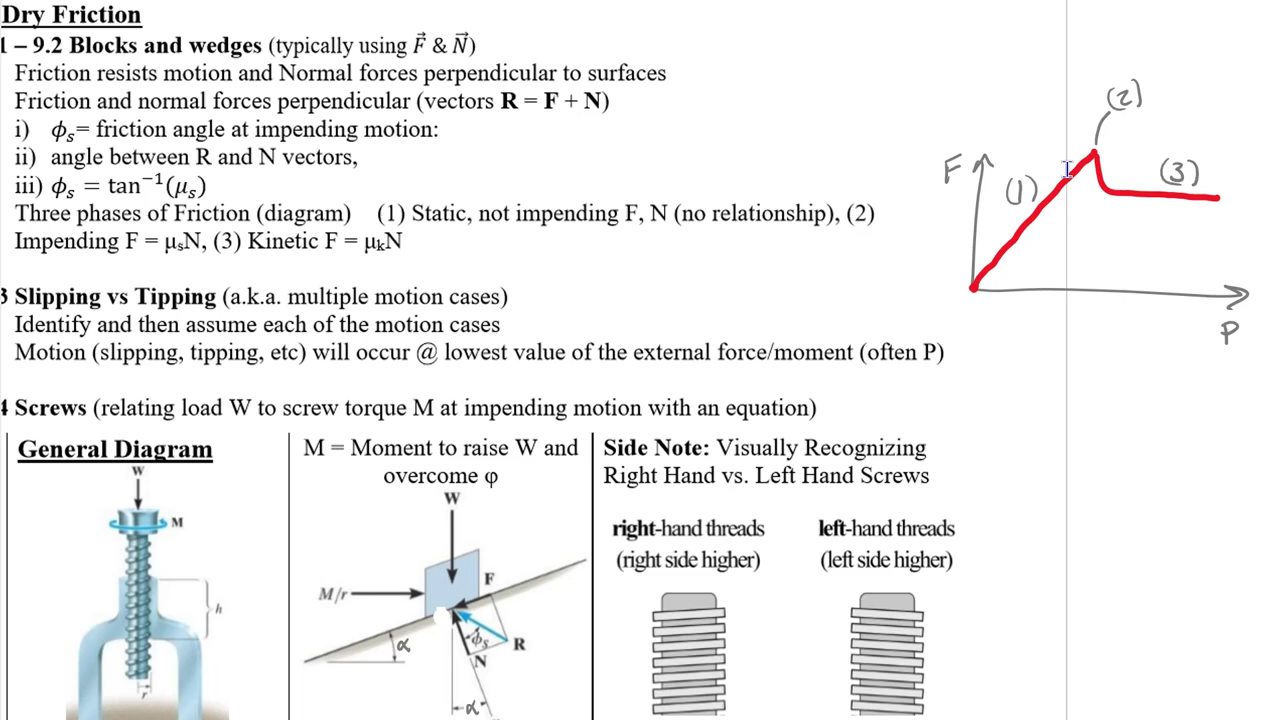 Dry Friction
1 – 9.2 Blocks and wedges (typically using F⃗ & N⃗)
Friction resists motion and Normal forces perpendicular to surfaces
Friction and normal forces perpendicular (vectors R = F + N)
i) ϕₛ= friction angle at impending motion:
ii) angle between R and N vectors,
iii) ϕₛ = tan⁻¹(μₛ)
Three phases of Friction (diagram) (1) Static, not impending F, N (no relationship), (2)
Impending F = μₛN, (3) Kinetic F = μₖN
F
(1)
(2)
(3)
P
3 Slipping vs Tipping (a.k.a. multiple motion cases)
Identify and then assume each of the motion cases
Motion (slipping, tipping, etc) will occur @ lowest value of the external force/moment (often P)
4 Screws (relating load W to screw torque M at impending motion with an equation)
General Diagram
W
M
h
r
M = Moment to raise W and
overcome φ
W
F
M/r
α
ϕₛ
R
N
α
Side Note: Visually Recognizing
Right Hand vs. Left Hand Screws
right-hand threads
(right side higher)
left-hand threads
(left side higher)